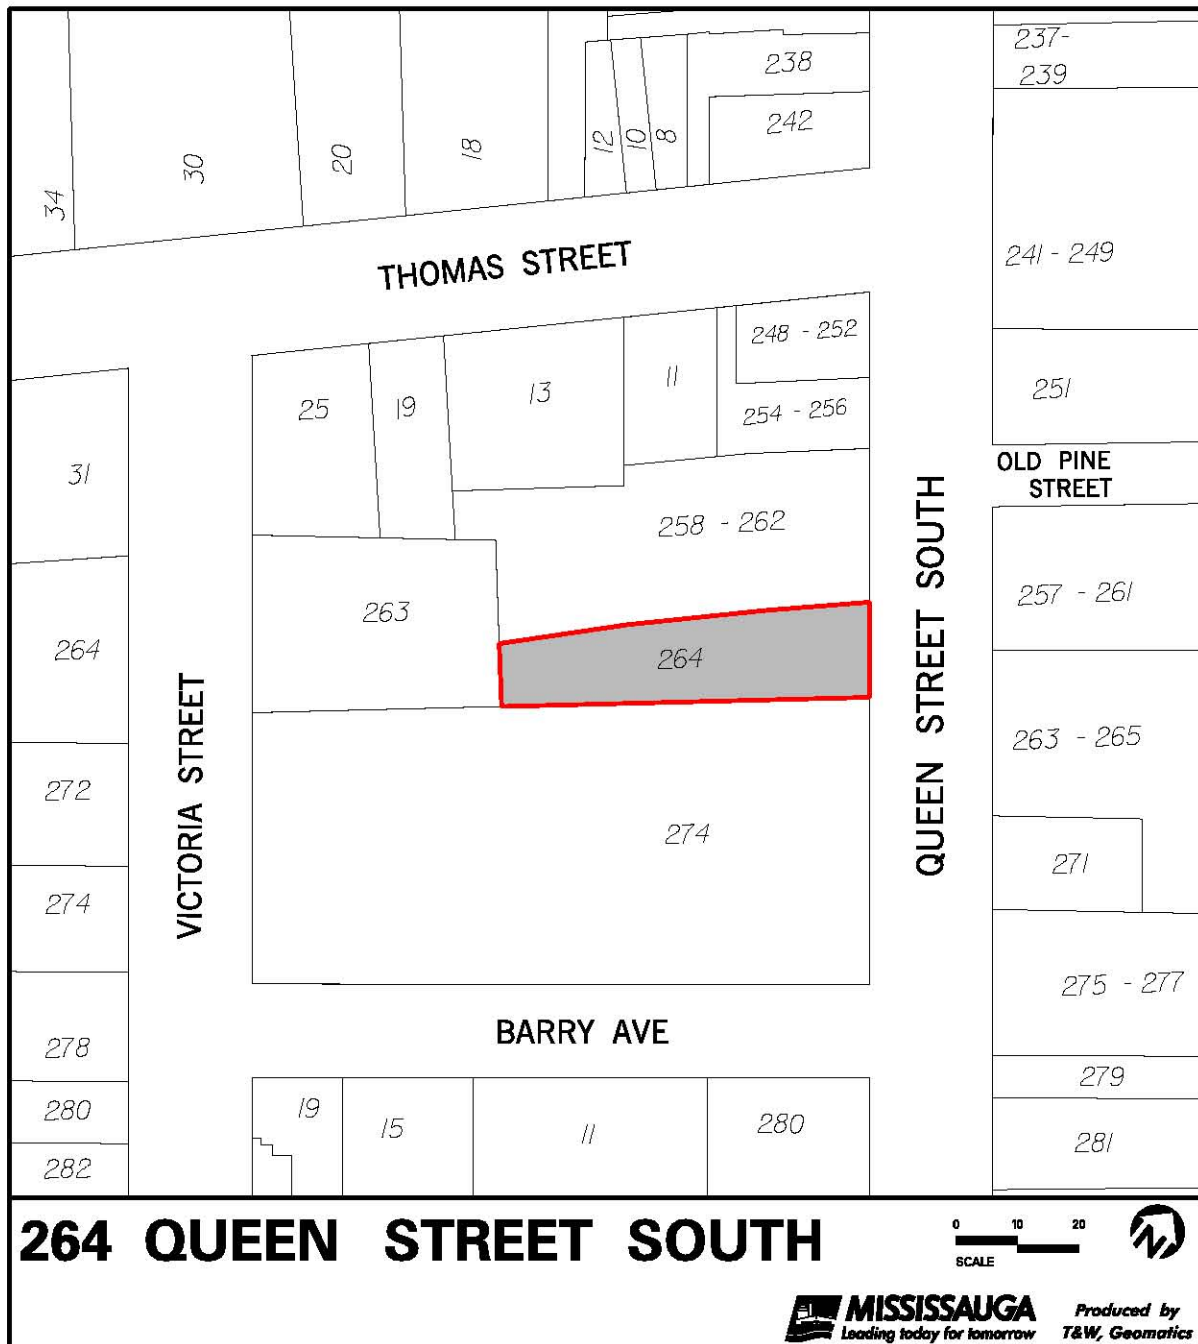 237-
239
238
242
12
10
8
18
20
30
34
241 - 249
THOMAS STREET
248 - 252
251
254 - 256
11
13
19
25
31
OLD PINE
STREET
258 - 262
QUEEN STREET SOUTH
257 - 261
263
264
264
VICTORIA STREET
263 - 265
272
274
271
274
275 - 277
BARRY AVE
278
279
280
19
15
11
280
281
282
264 QUEEN STREET SOUTH
0 10 20
SCALE
N
MISSISSAUGA
Leading today for tomorrow
Produced by
T&W, Geomatics